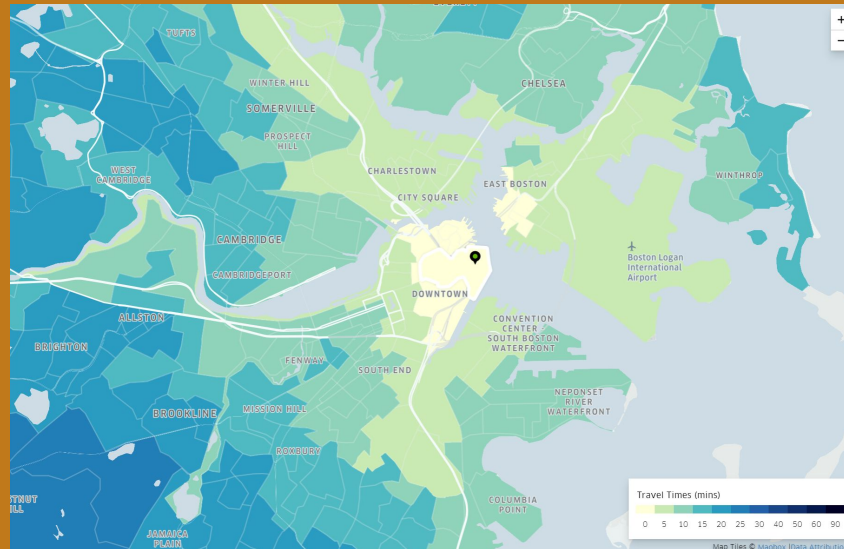 TUFTS
WINTER HILL
SOMERVILLE
CHELSEA
PROSPECT
HILL
WEST
CAMBRIDGE
CHARLESTOWN
EAST BOSTON
WINTHROP
CITY SQUARE
CAMBRIDGE
Boston Logan
International
Airport
CAMBRIDGEPORT
DOWNTOWN
ALLSTON
CONVENTION
CENTER
SOUTH BOSTON
WATERFRONT
BRIGHTON
FENWAY
SOUTH END
NEPONSET
RIVER
WATERFRONT
BROOKLINE
MISSION HILL
ROXBURY
COLUMBIA
POINT
JAMAICA
PLAIN
+
−
Travel Times (mins)
0 5 10 15 20 25 30 40 50 60 90
Map Tiles © Mapbox |Data Attribution